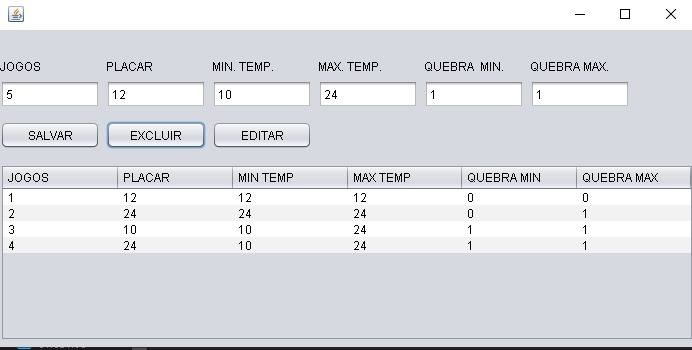 JOGOS PLACAR MIN. TEMP. MAX. TEMP. QUEBRA MIN. QUEBRA MAX.
5 12 10 24 1 1
SALVAR EXCLUIR EDITAR
JOGOS PLACAR MIN TEMP MAX TEMP QUEBRA MIN QUEBRA MAX
1 12 12 12 0 0
2 24 24 24 0 1
3 10 10 24 1 1
4 24 10 24 1 1